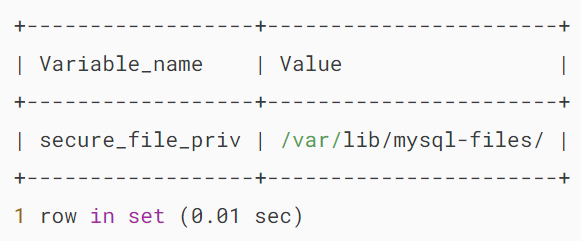 +------------------+-----------------------+
| Variable_name    | Value                 |
+------------------+-----------------------+
| secure_file_priv | /var/lib/mysql-files/ |
+------------------+-----------------------+
1 row in set (0.01 sec)